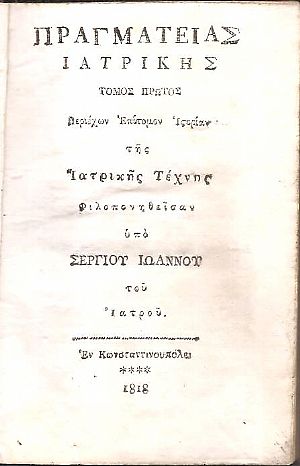 ΠΡΑΓΜΑΤΕΙΑΣ
ΙΑΤΡΙΚΗΣ
ΤΟΜΟΣ ΠΡΩΤΟΣ
Περιέχων Ἐπίτομον Ἱστορίαν
τῆς
Ἰατρικῆς Τέχνης
Φιλοπονηθεῖσαν
ὑπὸ
ΣΕΡΓΙΟΥ ΙΩΑΝΝΟΥ
τοῦ
Ἰατροῦ.
Ἐν Κωνσταντινουπόλει
****
1818